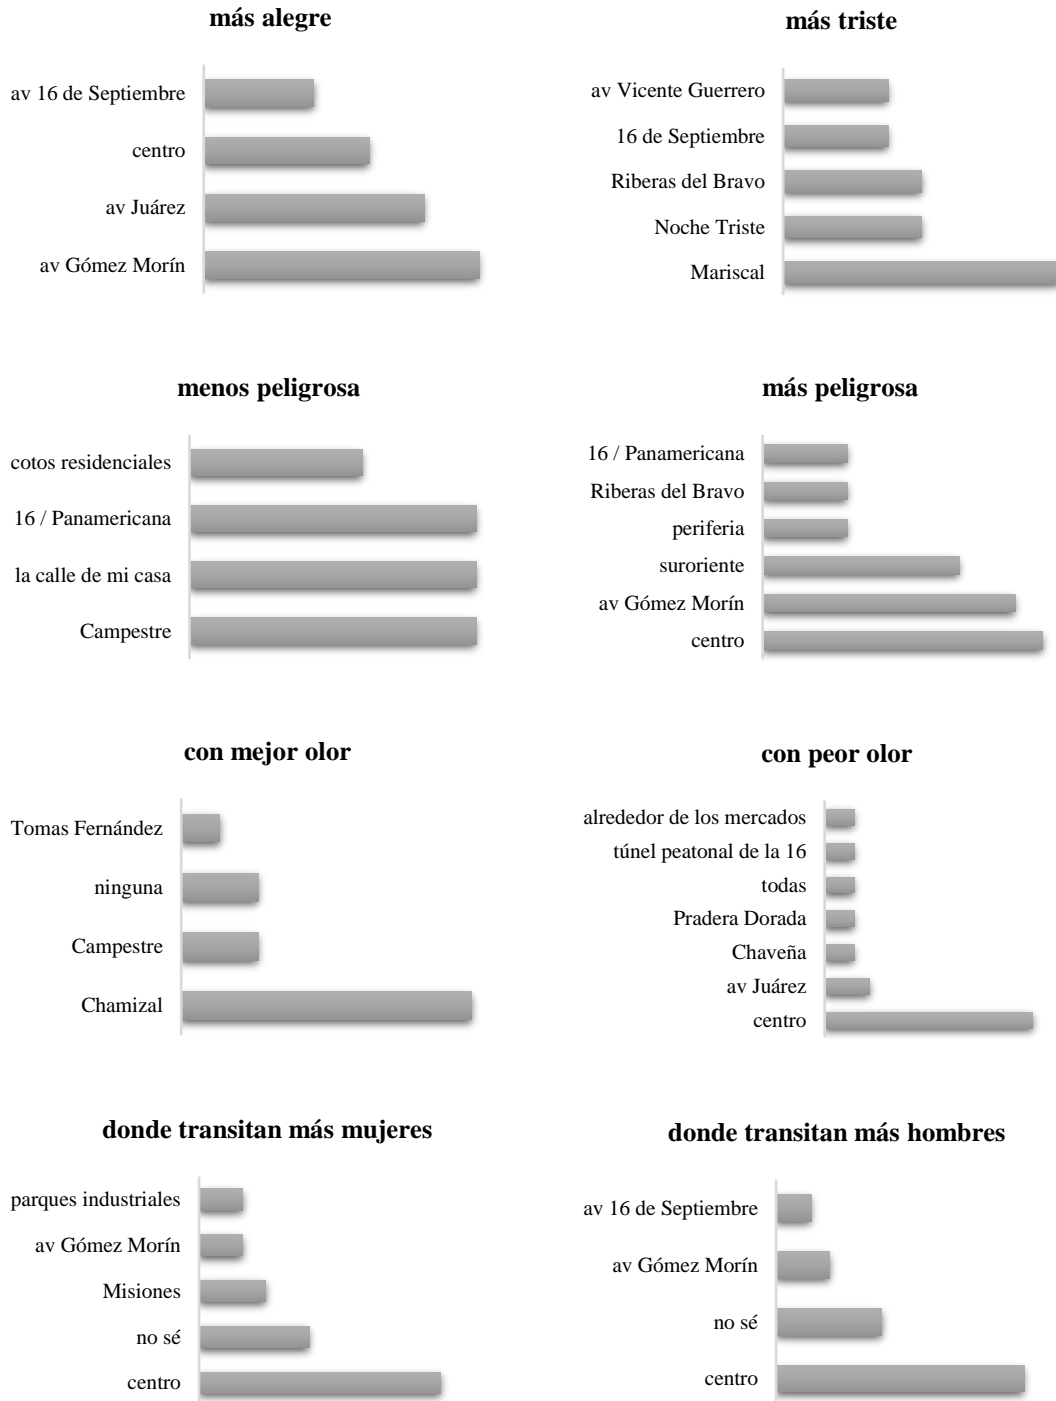 más alegre
av 16 de Septiembre
centro
av Juárez
av Gómez Morín
más triste
av Vicente Guerrero
16 de Septiembre
Riberas del Bravo
Noche Triste
Mariscal
menos peligrosa
cotos residenciales
16 / Panamericana
la calle de mi casa
Campestre
más peligrosa
16 / Panamericana
Riberas del Bravo
periferia
suroriente
av Gómez Morín
centro
con mejor olor
Tomas Fernández
ninguna
Campestre
Chamizal
con peor olor
alrededor de los mercados
túnel peatonal de la 16
todas
Pradera Dorada
Chaveña
av Juárez
centro
donde transitan más mujeres
parques industriales
av Gómez Morín
Misiones
no sé
centro
donde transitan más hombres
av 16 de Septiembre
av Gómez Morín
no sé
centro